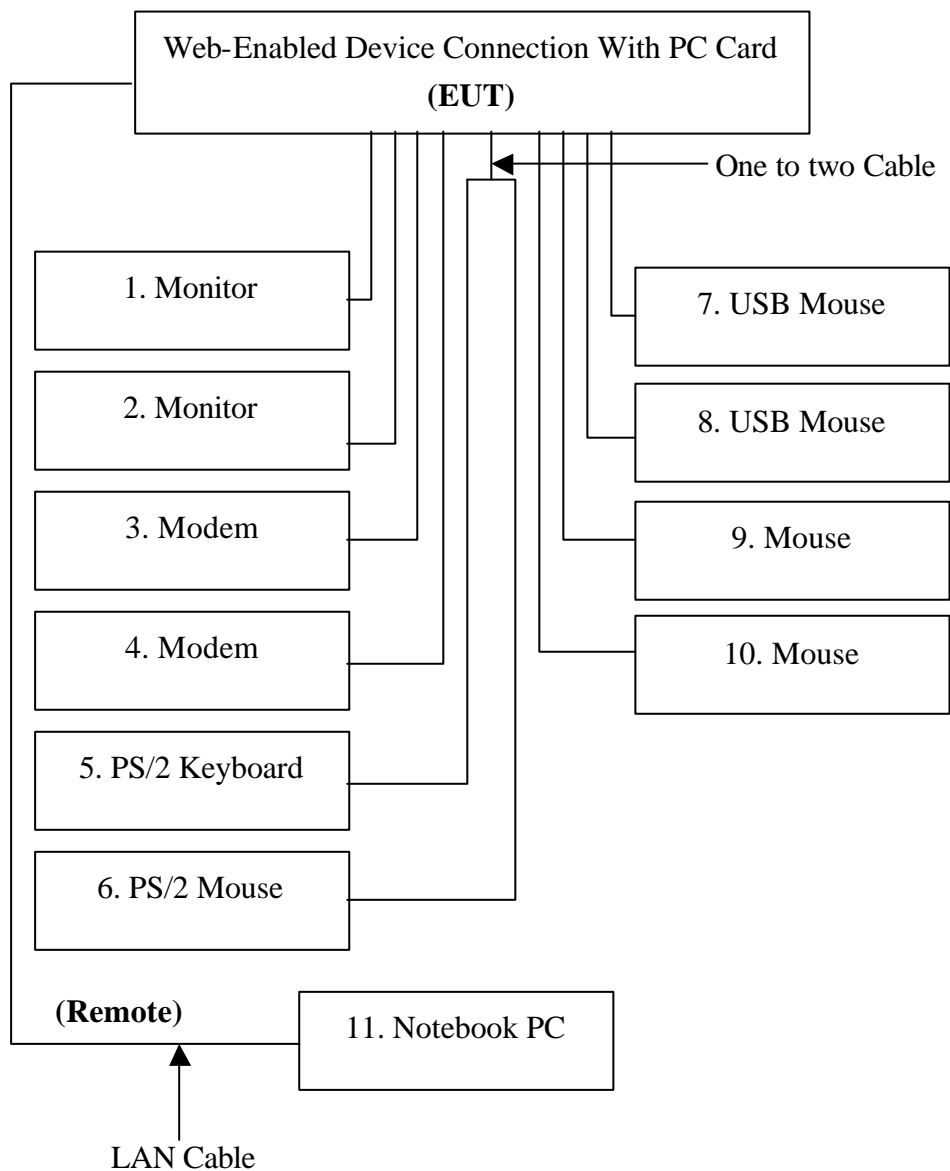 Web-Enabled Device Connection With PC Card
(EUT)
One to two Cable
1. Monitor
2. Monitor
3. Modem
4. Modem
5. PS/2 Keyboard
6. PS/2 Mouse
7. USB Mouse
8. USB Mouse
9. Mouse
10. Mouse
(Remote)
11. Notebook PC
LAN Cable